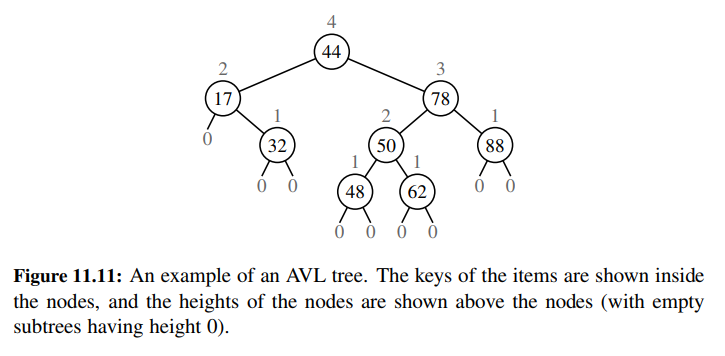 4
44
2 3
17 78
1 2 1
0 32 50 88
1 1
0 0 48 62 0 0
0 0 0 0
Figure 11.11: An example of an AVL tree. The keys of the items are shown inside
the nodes, and the heights of the nodes are shown above the nodes (with empty
subtrees having height 0).